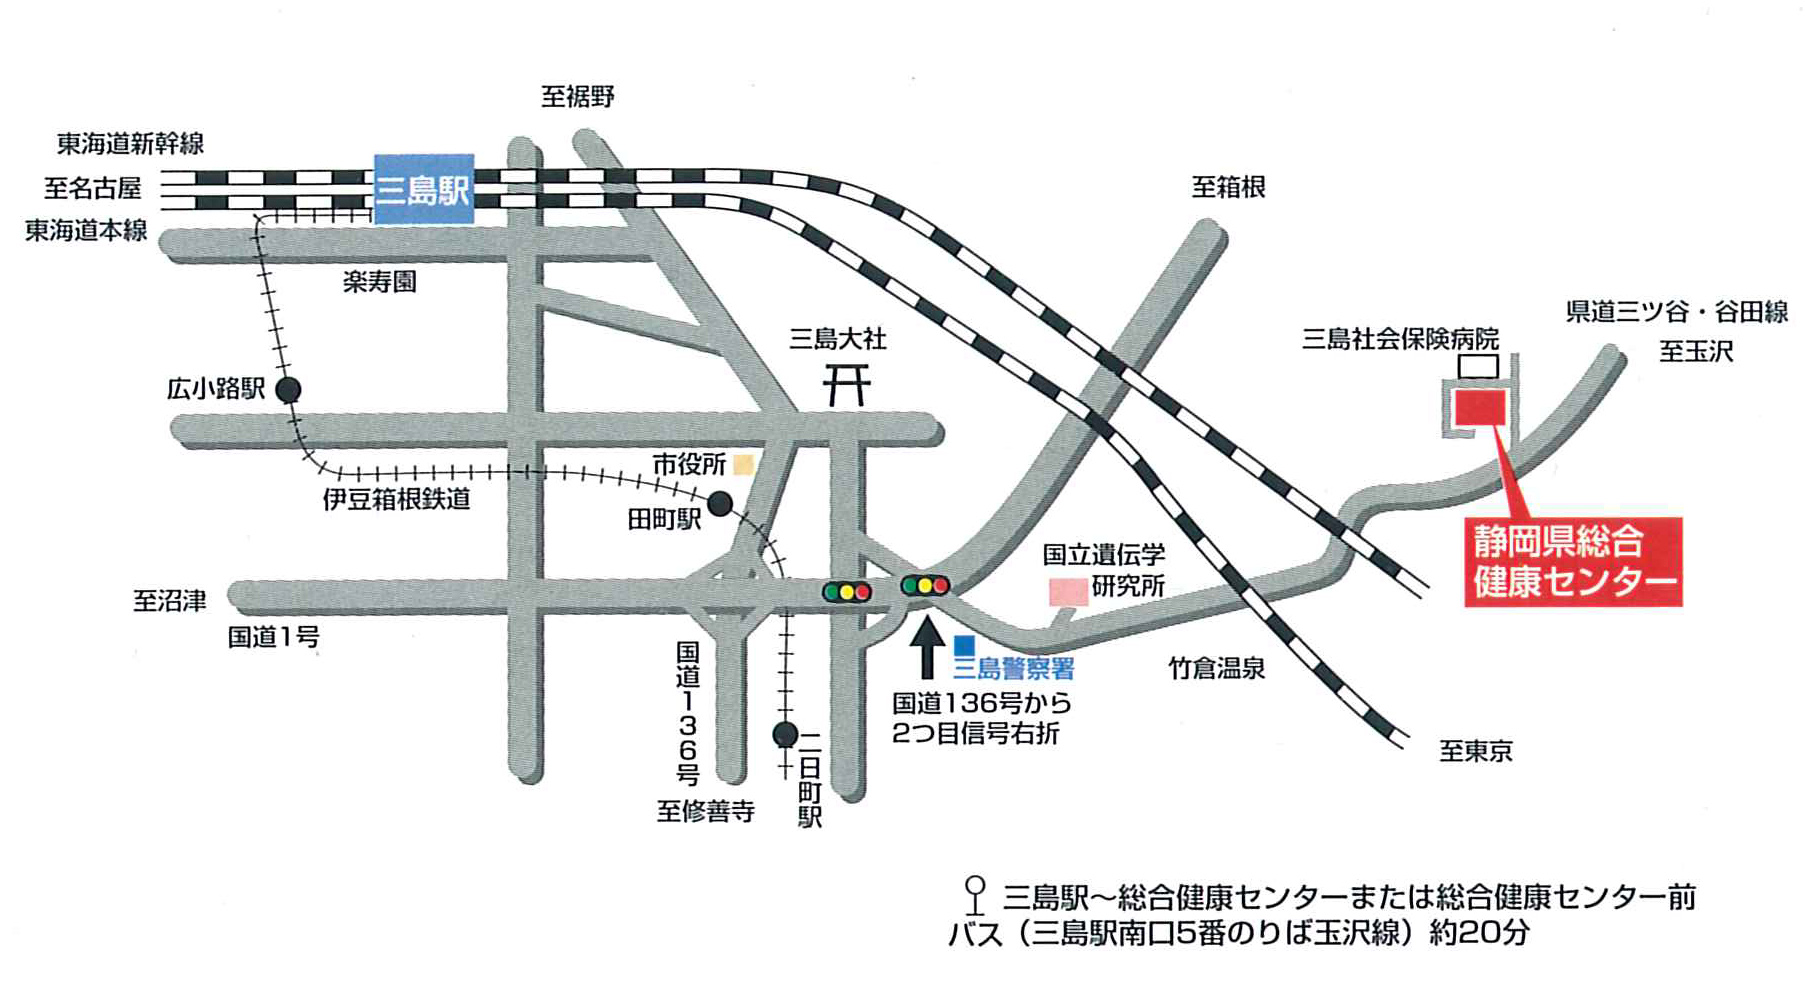 至裾野
東海道新幹線
至名古屋
三島駅
東海道本線
至箱根
楽寿園
県道三ツ谷・谷田線
至玉沢
三島大社
三島社会保険病院
広小路駅
市役所
伊豆箱根鉄道
田町駅
静岡県総合
健康センター
国立遺伝学
研究所
至沼津
国道1号
国道136号
三島警察署
竹倉温泉
国道136号から
2つ目信号右折
二日町駅
至東京
至修善寺
三島駅～総合健康センターまたは総合健康センター前
バス（三島駅南口5番のりば玉沢線）約20分